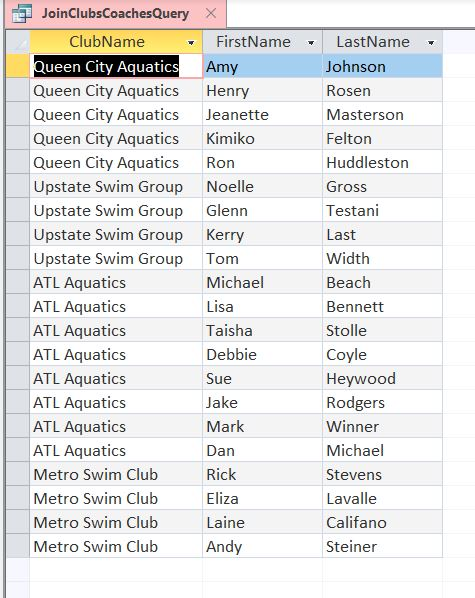 JoinClubsCoachesQuery
ClubName FirstName LastName
Queen City Aquatics Amy Johnson
Queen City Aquatics Henry Rosen
Queen City Aquatics Jeanette Masterson
Queen City Aquatics Kimiko Felton
Queen City Aquatics Ron Huddleston
Upstate Swim Group Noelle Gross
Upstate Swim Group Glenn Testani
Upstate Swim Group Kerry Last
Upstate Swim Group Tom Width
ATL Aquatics Michael Beach
ATL Aquatics Lisa Bennett
ATL Aquatics Taisha Stolle
ATL Aquatics Debbie Coyle
ATL Aquatics Sue Heywood
ATL Aquatics Jake Rodgers
ATL Aquatics Mark Winner
ATL Aquatics Dan Michael
Metro Swim Club Rick Stevens
Metro Swim Club Eliza Lavalle
Metro Swim Club Laine Califano
Metro Swim Club Andy Steiner